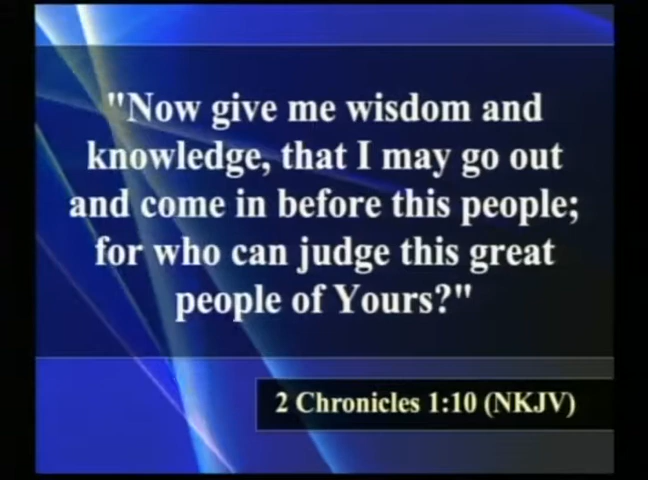 "Now give me wisdom and
knowledge, that I may go out
and come in before this people;
for who can judge this great
people of Yours?"
2 Chronicles 1:10 (NKJV)